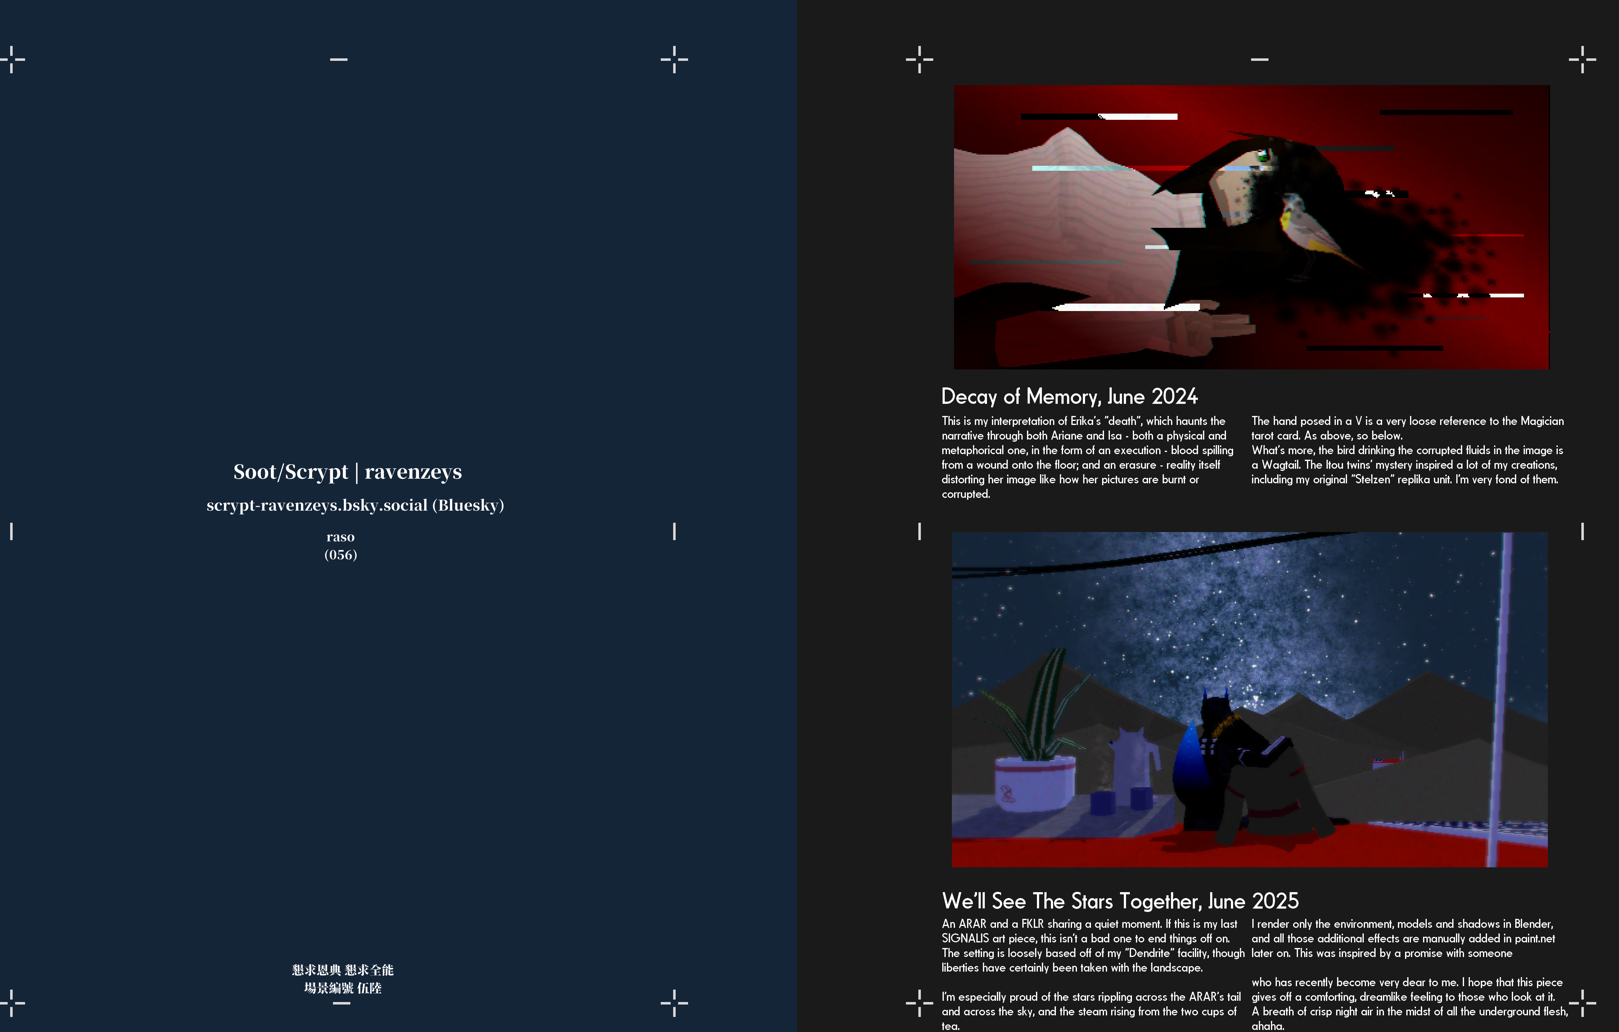 Soot/Scrypt | ravenzeys
scrypt-ravenzeys.bsky.social (Bluesky)
raso
(056)
懇求恩典 懇求全能
場景編號 伍陸
Decay of Memory, June 2024
This is my interpretation of Erika's "death", which haunts the
narrative through both Ariane and Isa - both a physical and
metaphorical one, in the form of an execution - blood spilling
from a wound onto the floor; and an erasure - reality itself
distorting her image like how her pictures are burnt or
corrupted.
The hand posed in a V is a very loose reference to the Magician
tarot card. As above, so below.
What's more, the bird drinking the corrupted fluids in the image is
a Wagtail. The Itou twins' mystery inspired a lot of my creations,
including my original "Stelzen" replika unit. I'm very fond of them.
We'll See The Stars Together, June 2025
An ARAR and a FKLR sharing a quiet moment. If this is my last
SIGNALIS art piece, this isn't a bad one to end things off on.
The setting is loosely based off of my "Dendrite" facility, though
liberties have certainly been taken with the landscape.
I'm especially proud of the stars rippling across the ARAR's tail
and across the sky, and the steam rising from the two cups of
tea.
I render only the environment, models and shadows in Blender,
and all those additional effects are manually added in paint.net
later on. This was inspired by a promise with someone
who has recently become very dear to me. I hope that this piece
gives off a comforting, dreamlike feeling to those who look at it.
A breath of crisp night air in the midst of all the underground flesh,
ahaha.